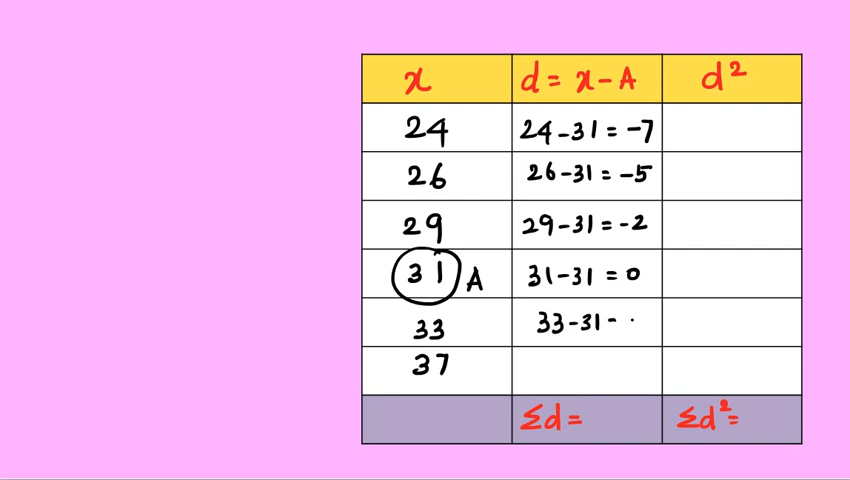 x d = x - A d²
24 24 - 31 = -7
26 26 - 31 = -5
29 29 - 31 = -2
31 A 31 - 31 = 0
33 33 - 31 -
37
Σd = Σd² =